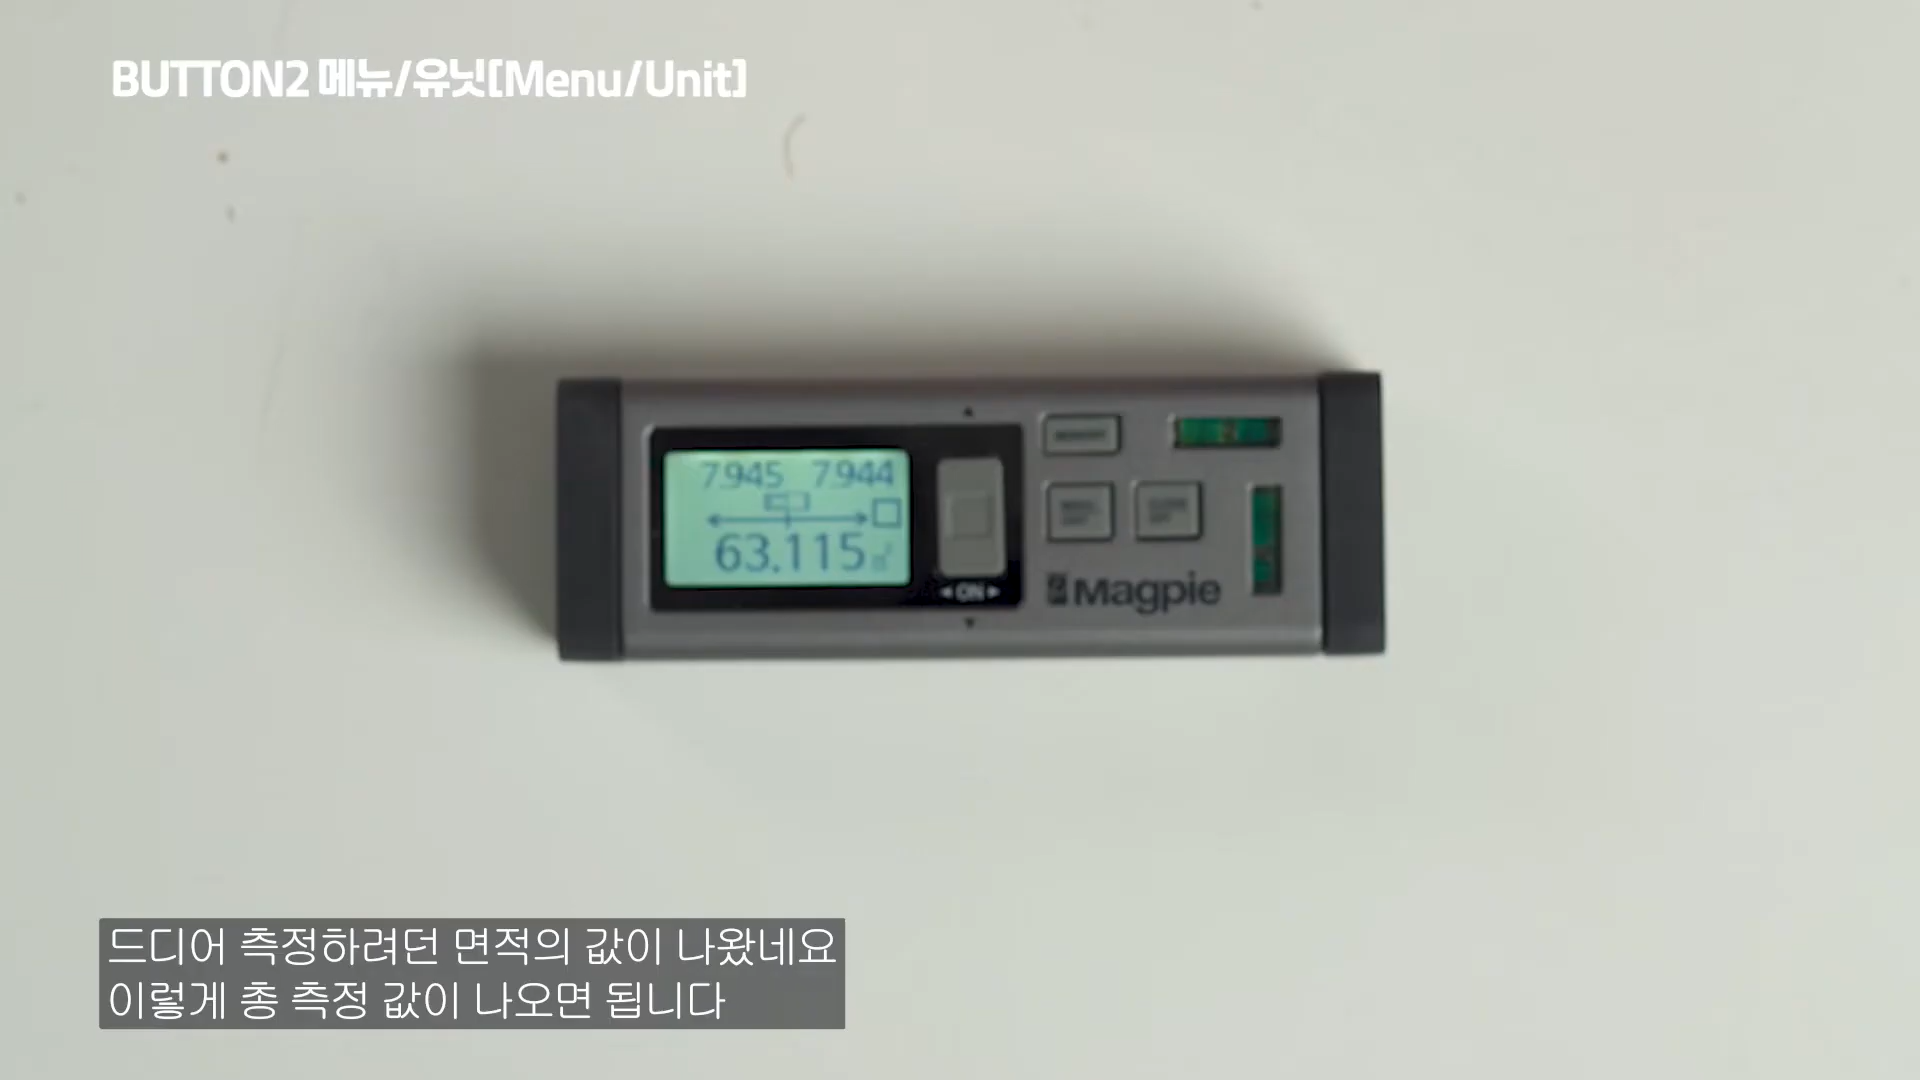 BUTTON2 메뉴/유닛[Menu/Unit]
7.945 7.944
63.115
ON
Magpie
드디어 측정하려던 면적의 값이 나왔네요
이렇게 총 측정 값이 나오면 됩니다